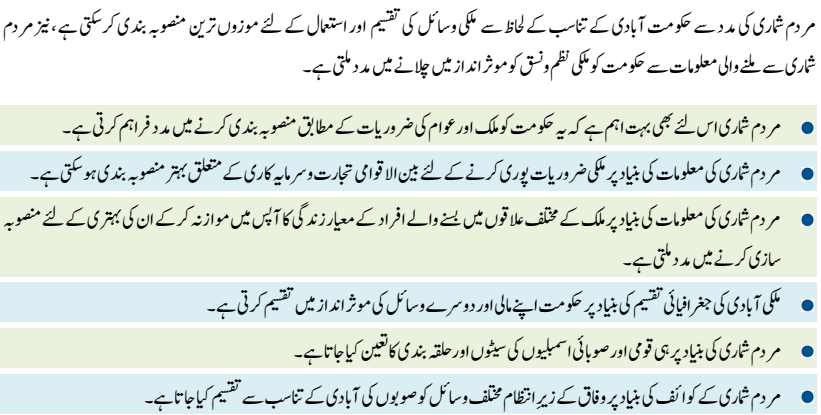 مردم شماری کی مدد سے حکومت آبادی کے تناسب کے لحاظ سے ملکی وسائل کی تقسیم اور استعمال کے لئے موزوں ترین منصوبہ بندی کرسکتی ہے، نیز مردم
شماری سے ملنے والی معلومات سے حکومت کو ملکی نظم ونسق کو موثر انداز میں چلانے میں مدد ملتی ہے۔
● مردم شماری اس لئے بھی بہت اہم ہے کہ یہ حکومت کو ملک اور عوام کی ضروریات کے مطابق منصوبہ بندی کرنے میں مدد فراہم کرتی ہے۔
● مردم شماری کی معلومات کی بنیاد پر ملکی ضروریات پوری کرنے کے لئے بین الاقوامی تجارت و سرمایہ کاری کے متعلق بہتر منصوبہ بندی ہوسکتی ہے۔
● مردم شماری کی معلومات کی بنیاد پر ملک کے مختلف علاقوں میں بسنے والے افراد کے معیار زندگی کا آپس میں موازنہ کرکے ان کی بہتری کے لئے منصوبہ
سازی کرنے میں مدد ملتی ہے۔
● ملکی آبادی کی جغرافیائی تقسیم کی بنیاد پر حکومت اپنے مالی اور دوسرے وسائل کی موثر انداز میں تقسیم کرتی ہے۔
● مردم شماری کی بنیاد پر ہی قومی اور صوبائی اسمبلیوں کی سیٹوں اور حلقہ بندی کا تعین کیا جاتا ہے۔
● مردم شماری کے کوائف کی بنیاد پر وفاق کے زیرِ انتظام مختلف وسائل کو صوبوں کی آبادی کے تناسب سے تقسیم کیا جاتا ہے۔